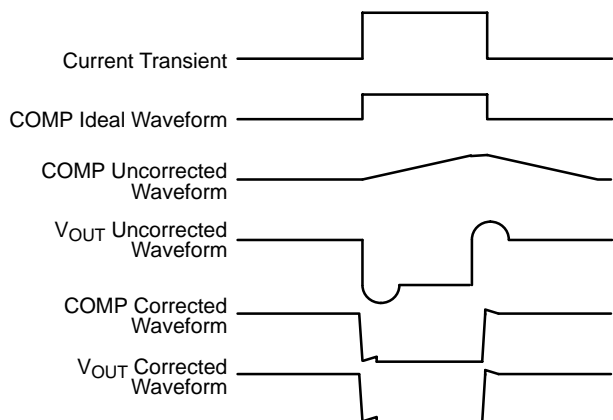 Current Transient
COMP Ideal Waveform
COMP Uncorrected
Waveform
VOUT Uncorrected
Waveform
COMP Corrected
Waveform
VOUT Corrected
Waveform